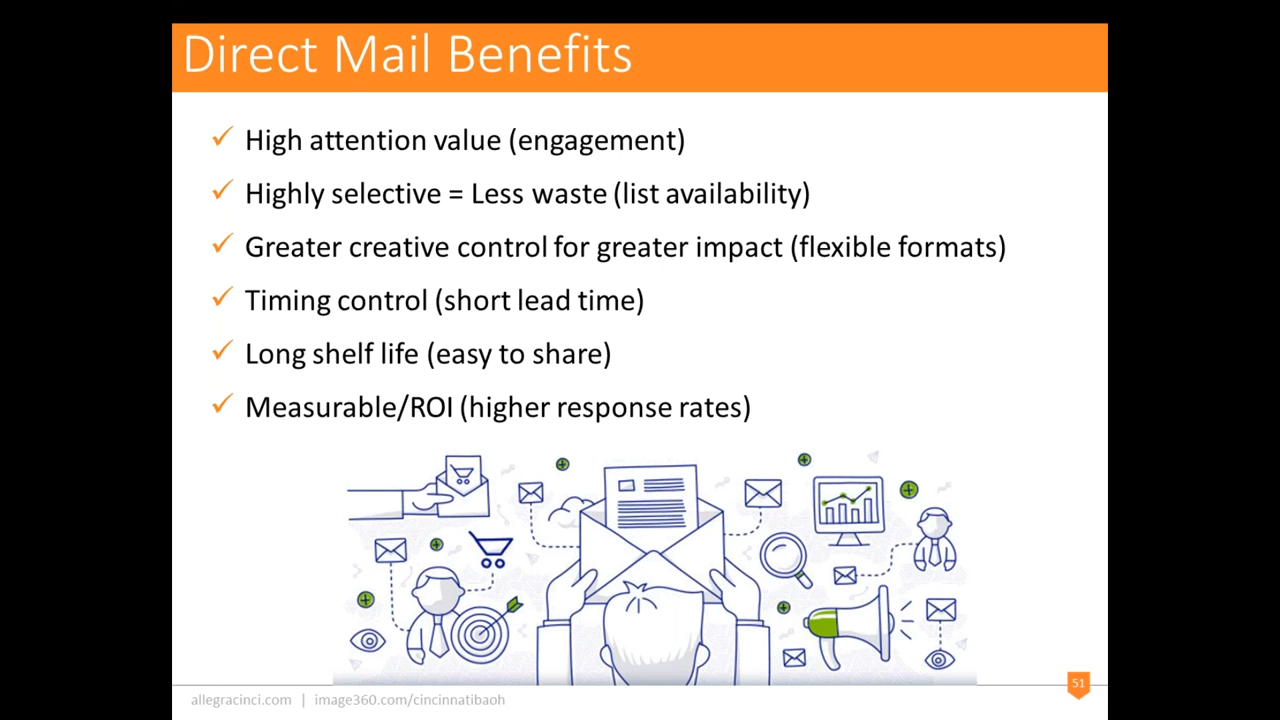 Direct Mail Benefits
High attention value (engagement)
Highly selective = Less waste (list availability)
Greater creative control for greater impact (flexible formats)
Timing control (short lead time)
Long shelf life (easy to share)
Measurable/ROI (higher response rates)
allegracinci.com | image360.com/cincinnatibaoh
51